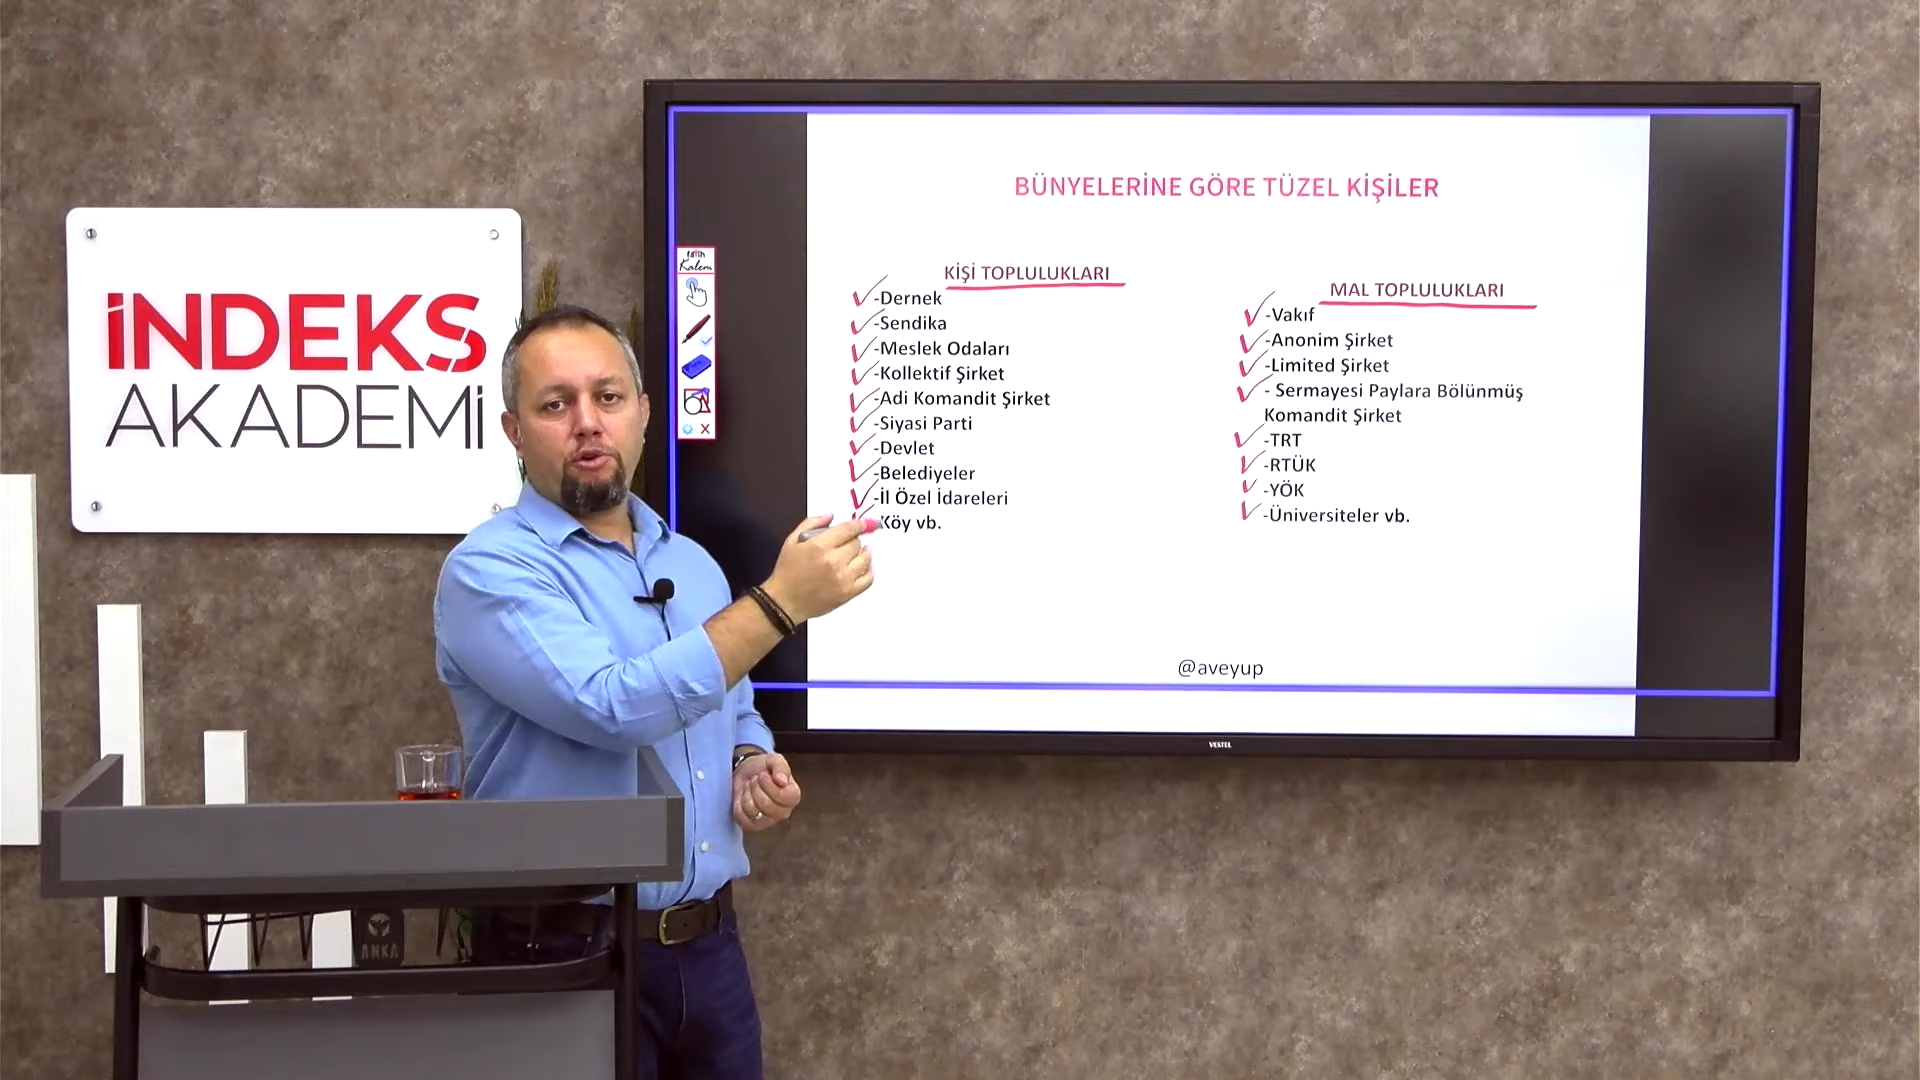 İNDEKS
AKADEMİ
fatih
Kalem
BÜNYELERİNE GÖRE TÜZEL KİŞİLER
KİŞİ TOPLULUKLARI
-Dernek
-Sendika
-Meslek Odaları
-Kollektif Şirket
-Adi Komandit Şirket
-Siyasi Parti
-Devlet
-Belediyeler
-İl Özel İdareleri
-Köy vb.
MAL TOPLULUKLARI
-Vakıf
-Anonim Şirket
-Limited Şirket
- Sermayesi Paylara Bölünmüş
Komandit Şirket
-TRT
-RTÜK
-YÖK
-Üniversiteler vb.
@aveyup
VESTEL
ANKA